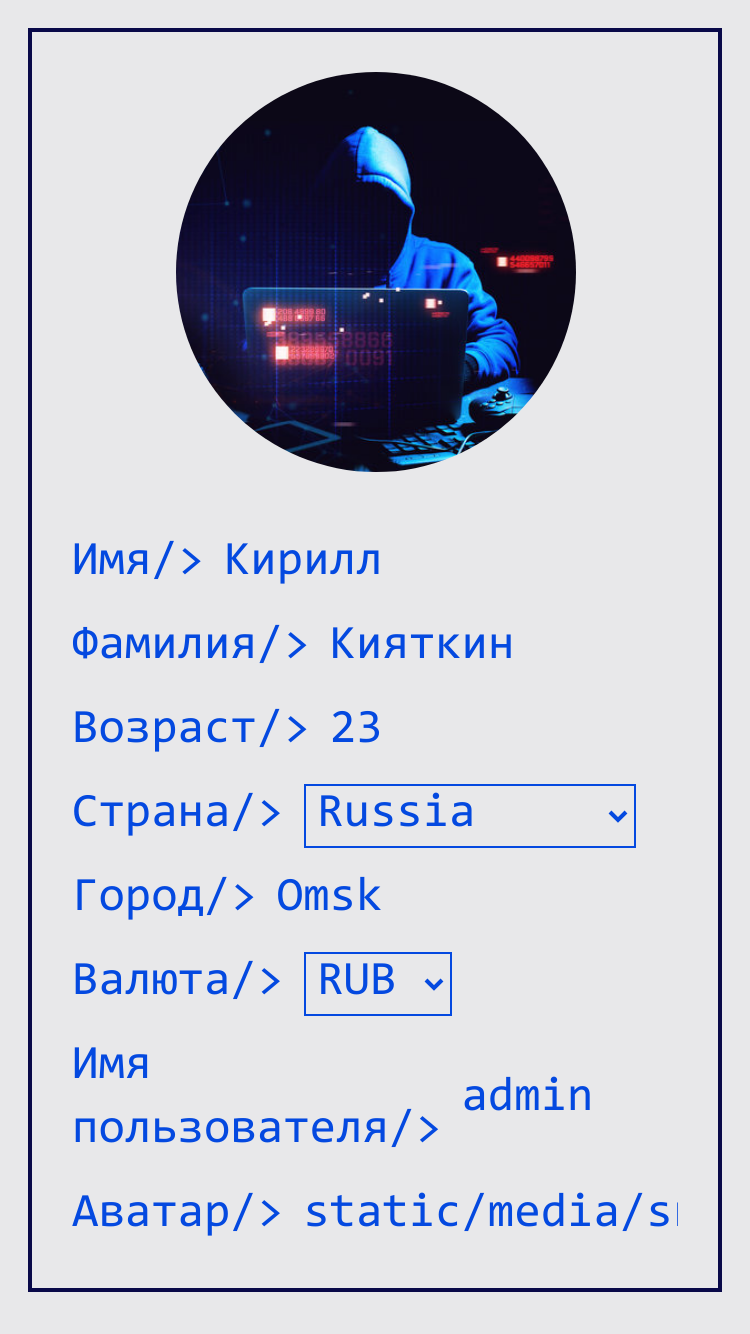 Имя/> Кирилл
Фамилия/> Кияткин
Возраст/> 23
Страна/> Russia
Город/> Omsk
Валюта/> RUB
Имя
пользователя/> admin
Аватар/> static/media/s